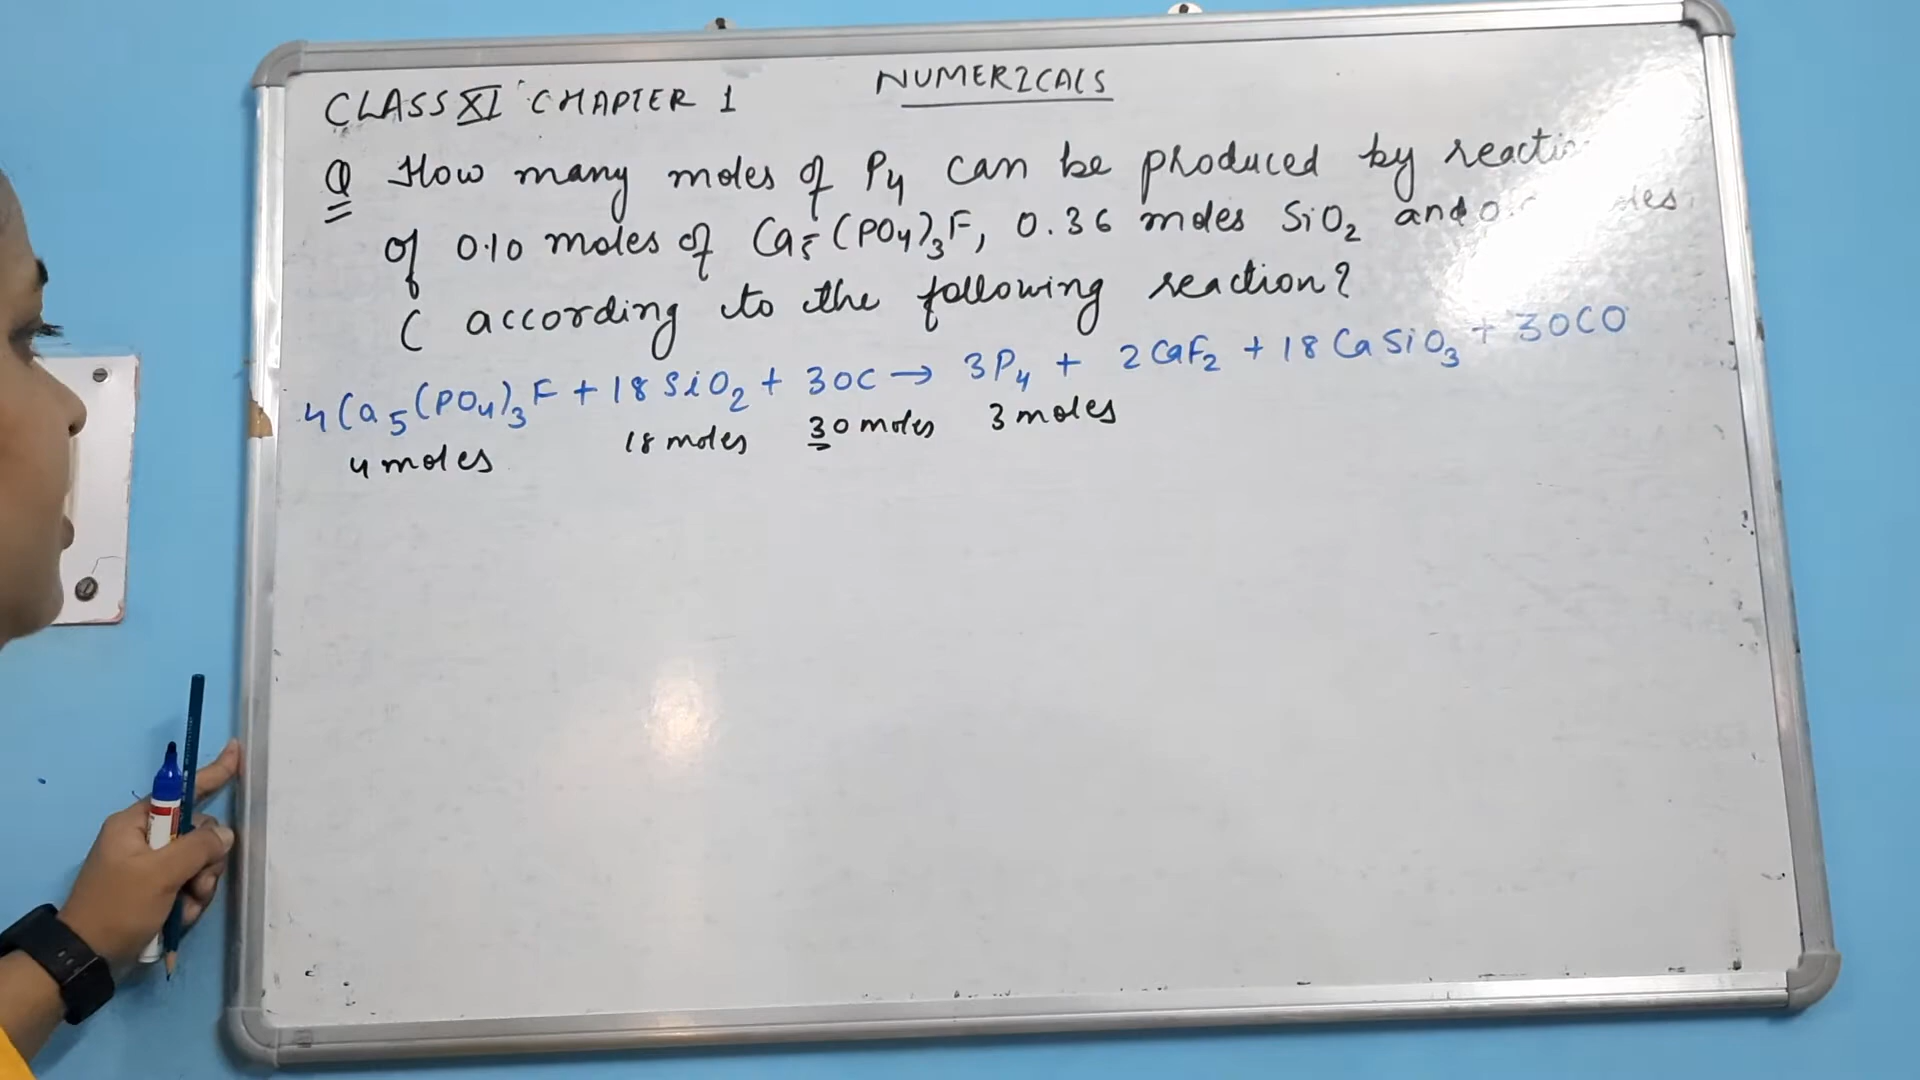 CLASS XI CHAPTER 1
NUMERICALS
Q How many moles of P4 can be produced by
of 0.10 moles of Ca5(PO4)3F, 0.36 moles SiO2 and
C according to the following reaction?
4Ca5(PO4)3F + 18SiO2 + 30C → 3P4 + 2CaF2 + 18CaSiO3 + 30CO
4 moles 18 moles 30 moles 3 moles